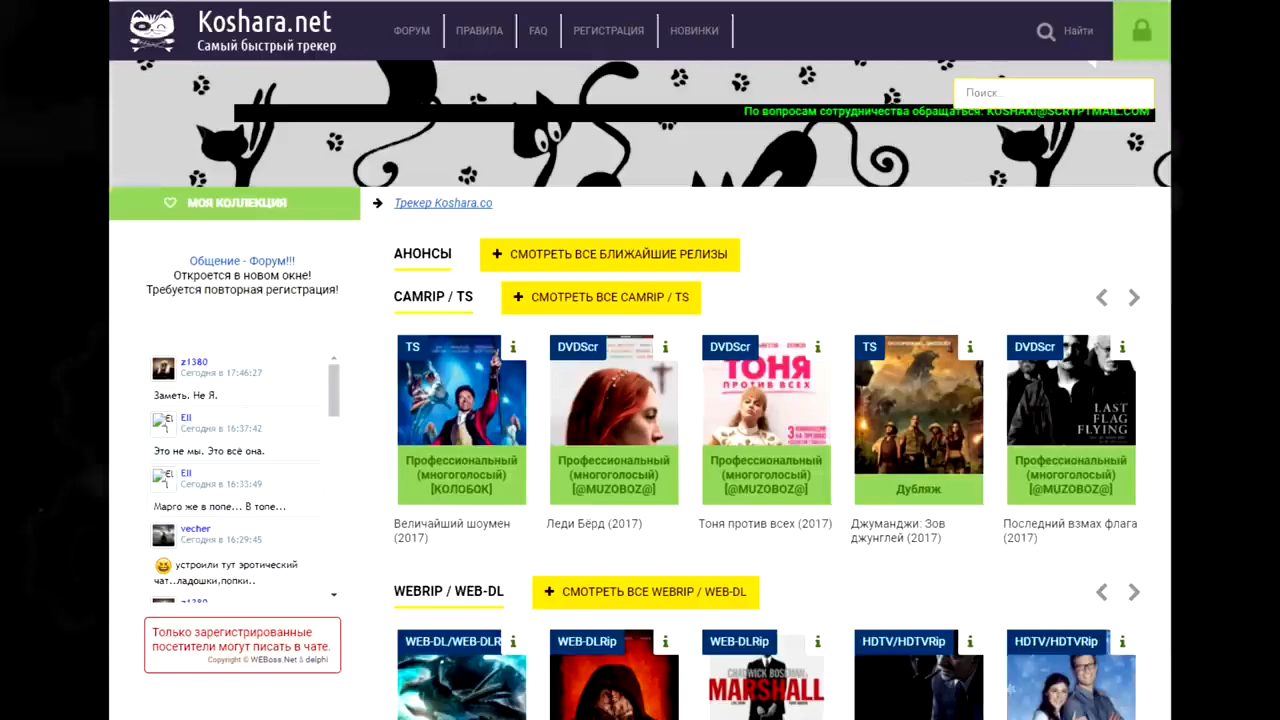 Koshara.net
Самый быстрый трекер
ФОРУМ
ПРАВИЛА
FAQ
РЕГИСТРАЦИЯ
НОВИНКИ
Найти
Поиск...
По вопросам сотрудничества обращаться: KOSHAKI@SCRYPTMAIL.COM
МОЯ КОЛЛЕКЦИЯ
Трекер Koshara.co
Общение - Форум!!!
Откроется в новом окне!
Требуется повторная регистрация!
z1380
Сегодня в 17:46:27
Заметь. Не Я.
Ell
Сегодня в 16:37:42
Это не мы. Это всё она.
Ell
Сегодня в 16:33:49
Марго же в попе... В топе...
vecher
Сегодня в 16:29:45
устроили тут эротический
чат..ладошки,попки..
z1380
Только зарегистрированные
посетители могут писать в чате.
Copyright © WEBoss.Net & delphi
АНОНСЫ
СМОТРЕТЬ ВСЕ БЛИЖАЙШИЕ РЕЛИЗЫ
CAMRIP / TS
СМОТРЕТЬ ВСЕ CAMRIP / TS
TS
Профессиональный
(многоголосый)
[КОЛОБОК]
Величайший шоумен
(2017)
DVDScr
Профессиональный
(многоголосый)
[@MUZOBOZ@]
Леди Бёрд (2017)
DVDScr
ТОНЯ
ПРОТИВ ВСЕХ
Профессиональный
(многоголосый)
[@MUZOBOZ@]
Тоня против всех (2017)
TS
Дубляж
Джуманджи: Зов
джунглей (2017)
DVDScr
LAST
FLAG
FLYING
Профессиональный
(многоголосый)
[@MUZOBOZ@]
Последний взмах флага
(2017)
WEBRIP / WEB-DL
СМОТРЕТЬ ВСЕ WEBRIP / WEB-DL
WEB-DL/WEB-DLR
WEB-DLRip
WEB-DLRip
CHADWICK BOSEMAN
MARSHALL
HDTV/HDTVRip
HDTV/HDTVRip